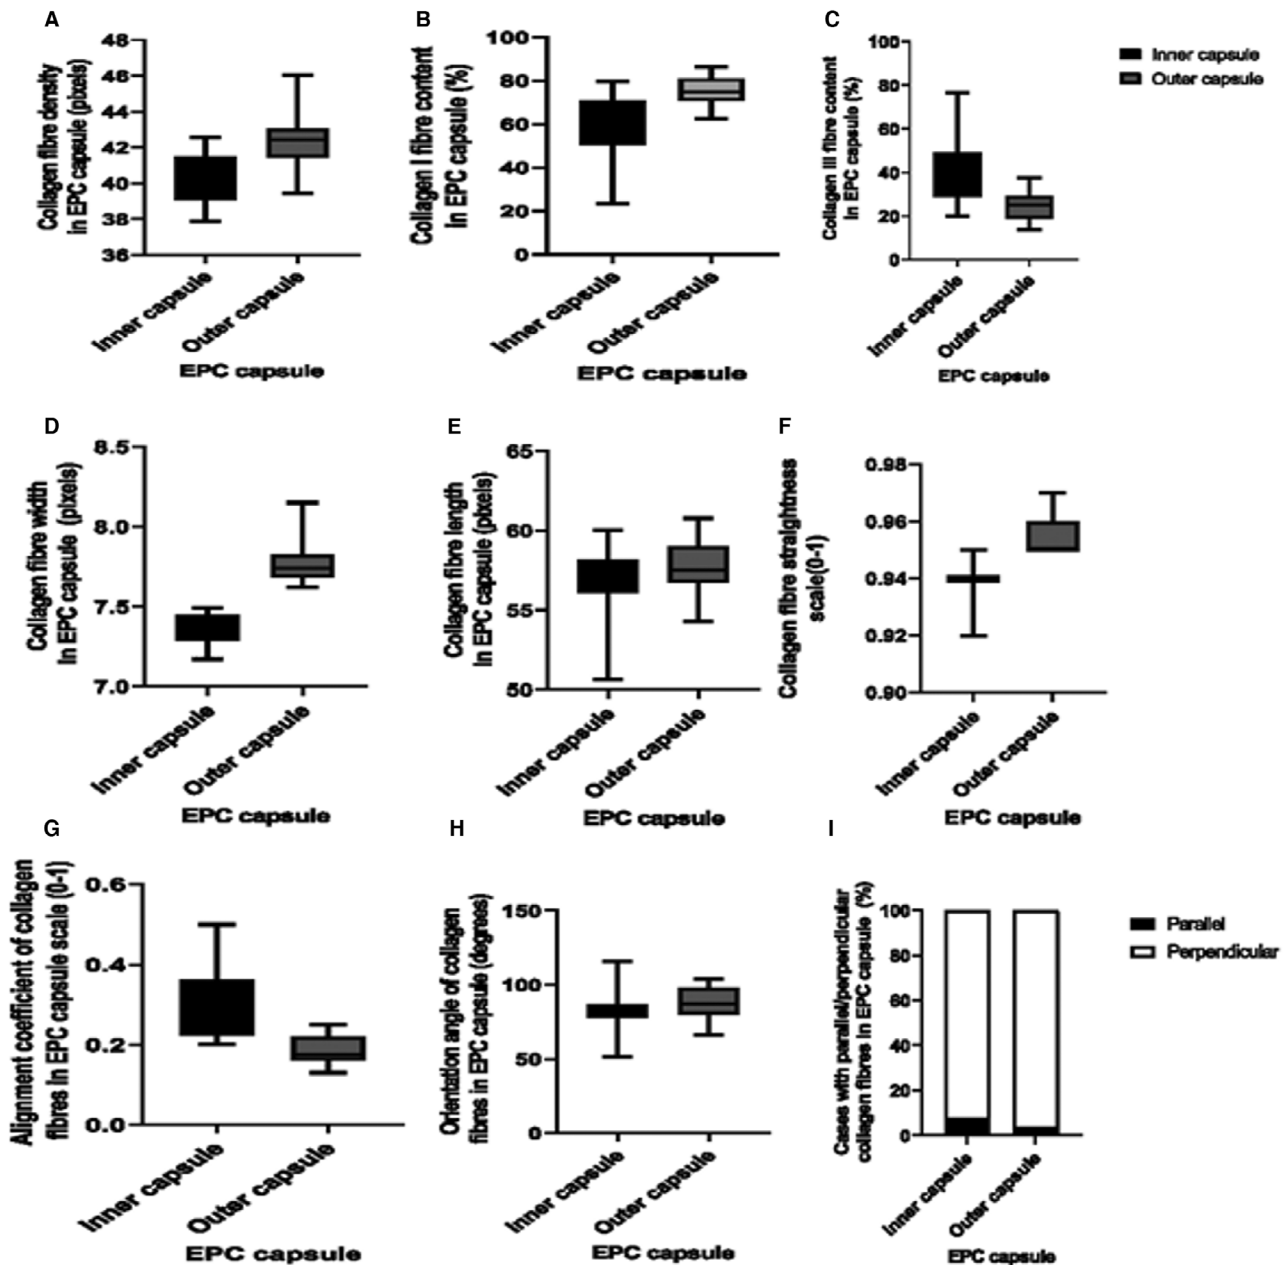 A
Collagen fibre density
in EPC capsule (pixels)
48
46
44
42
40
38
36
Inner capsule
Outer capsule
EPC capsule
B
Collagen I fibre content
in EPC capsule (%)
100
80
60
40
20
0
Inner capsule
Outer capsule
EPC capsule
C
Collagen III fibre content
in EPC capsule (%)
100
80
60
40
20
0
Inner capsule
Outer capsule
EPC capsule
Inner capsule
Outer capsule
D
Collagen fibre width
in EPC capsule (pixels)
8.5
8.0
7.5
7.0
Inner capsule
Outer capsule
EPC capsule
E
Collagen fibre length
in EPC capsule (pixels)
65
60
55
50
Inner capsule
Outer capsule
EPC capsule
F
Collagen fibre straightness
scale(0-1)
0.98
0.96
0.94
0.92
0.90
Inner capsule
Outer capsule
EPC capsule
G
Alignment coefficient of collagen
fibres in EPC capsule scale (0-1)
0.6
0.4
0.2
0.0
Inner capsule
Outer capsule
EPC capsule
H
Orientation angle of collagen
fibres in EPC capsule (degrees)
150
100
50
0
Inner capsule
Outer capsule
EPC capsule
I
Cases with parallel/perpendicular
collagen fibres in EPC capsule (%)
100
80
60
40
20
0
Inner capsule
Outer capsule
EPC capsule
Parallel
Perpendicular